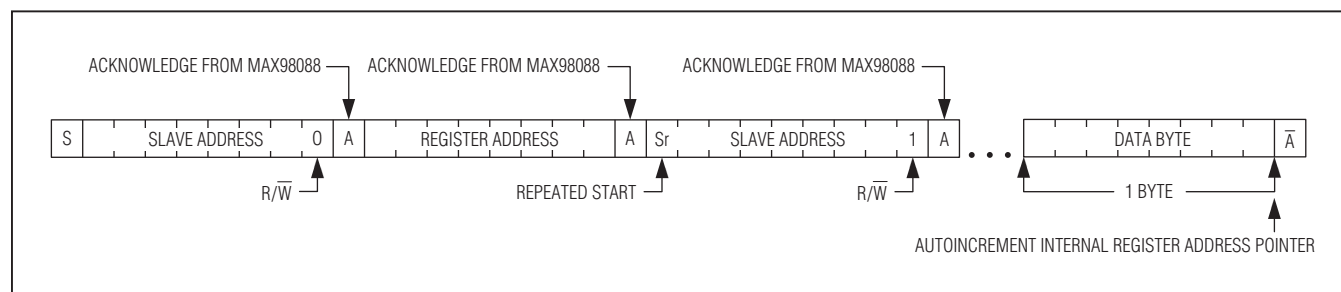 ACKNOWLEDGE FROM MAX98088 ACKNOWLEDGE FROM MAX98088 ACKNOWLEDGE FROM MAX98088
S SLAVE ADDRESS 0 A REGISTER ADDRESS A Sr SLAVE ADDRESS 1 A ... DATA BYTE A̅
R/W̅ REPEATED START R/W̅ 1 BYTE
AUTOINCREMENT INTERNAL REGISTER ADDRESS POINTER